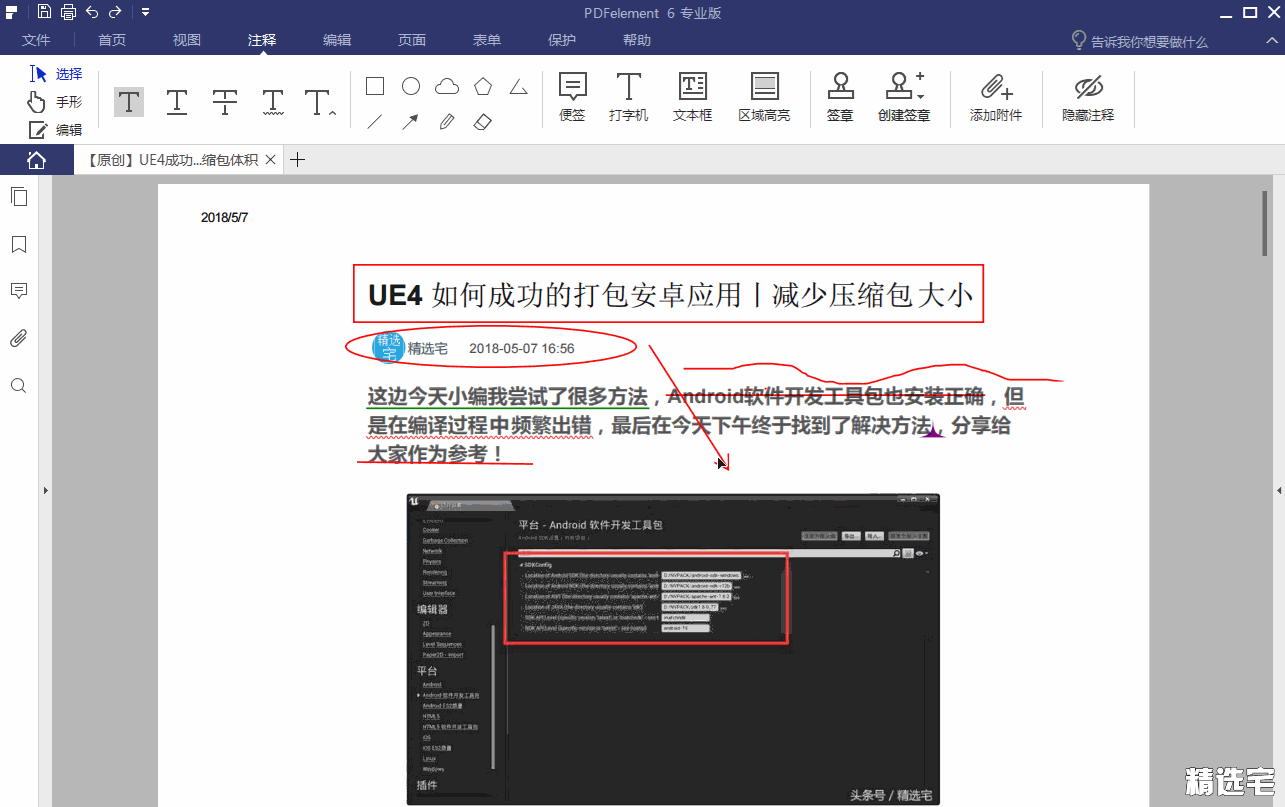 PDFelement 6 专业版
文件 首页 视图 注释 编辑 页面 表单 保护 帮助 告诉我你想要做什么
选择
手形
编辑
便签 打字机 文本框 区域高亮 签章 创建签章 添加附件 隐藏注释
【原创】UE4成功...缩包体积
2018/5/7
UE4 如何成功的打包安卓应用丨减少压缩包大小
精选宅
精选宅 2018-05-07 16:56
这边今天小编我尝试了很多方法，Android软件开发工具包也安装正确，但
是在编译过程中频繁出错，最后在今天下午终于找到了解决方法，分享给
大家作为参考！
平台 - Android 软件开发工具包
Cooker
Garbage Collection
Network
Physics
Rendering
Streaming
User Interface
编辑器
2D
Appearance
Level Sequences
Paper2D - Import
平台
Android
Android 软件开发工具包
HTML5
HTML5 软件开发工具包
iOS
Linux
Windows
插件
SDKConfig
头条号 / 精选宅
精选宅